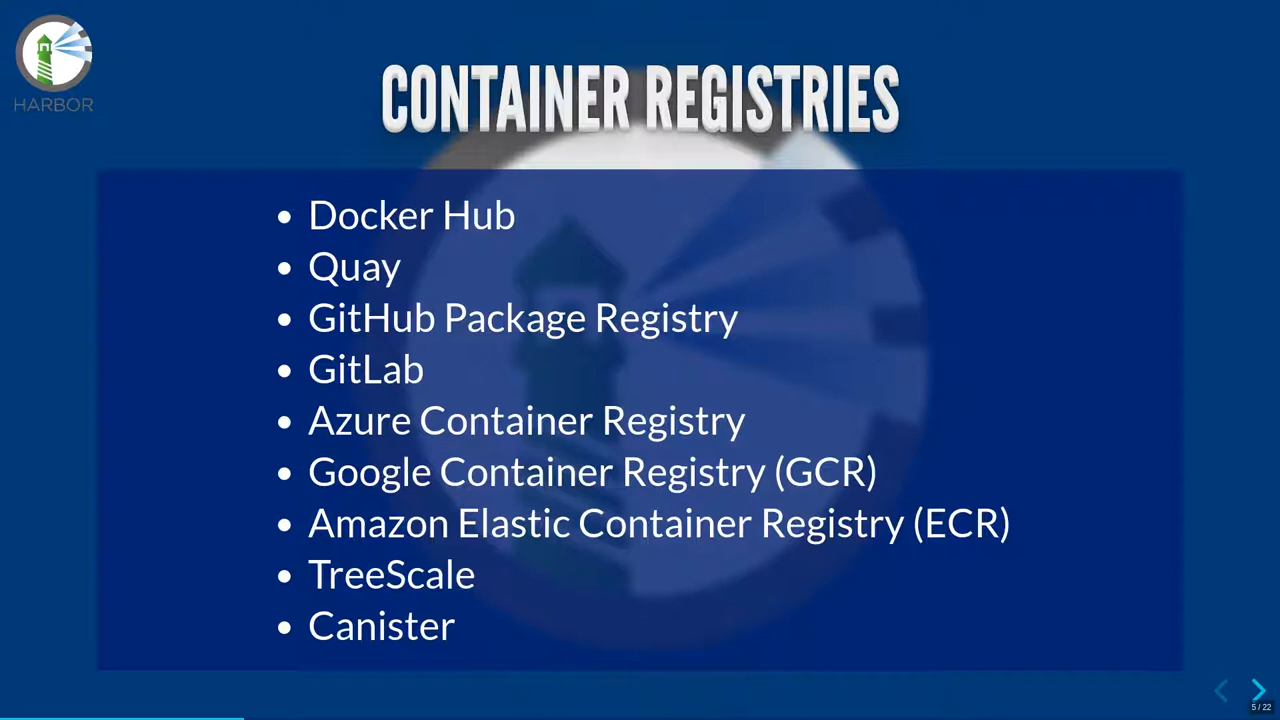 HARBOR
CONTAINER REGISTRIES
Docker Hub
Quay
GitHub Package Registry
GitLab
Azure Container Registry
Google Container Registry (GCR)
Amazon Elastic Container Registry (ECR)
TreeScale
Canister
5 / 22